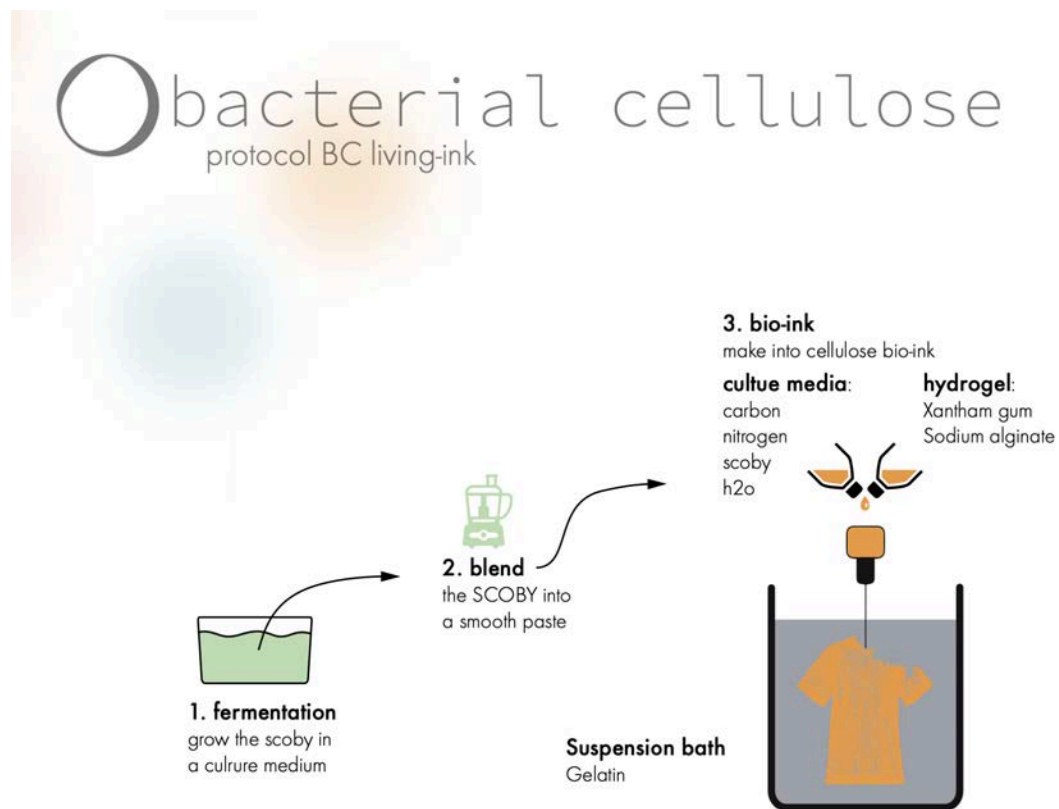 bacterial cellulose
protocol BC living-ink
3. bio-ink
make into cellulose bio-ink
cultue media:
carbon
nitrogen
scoby
h2o
hydrogel:
Xantham gum
Sodium alginate
2. blend
the SCOBY into
a smooth paste
1. fermentation
grow the scoby in
a culrure medium
Suspension bath
Gelatin